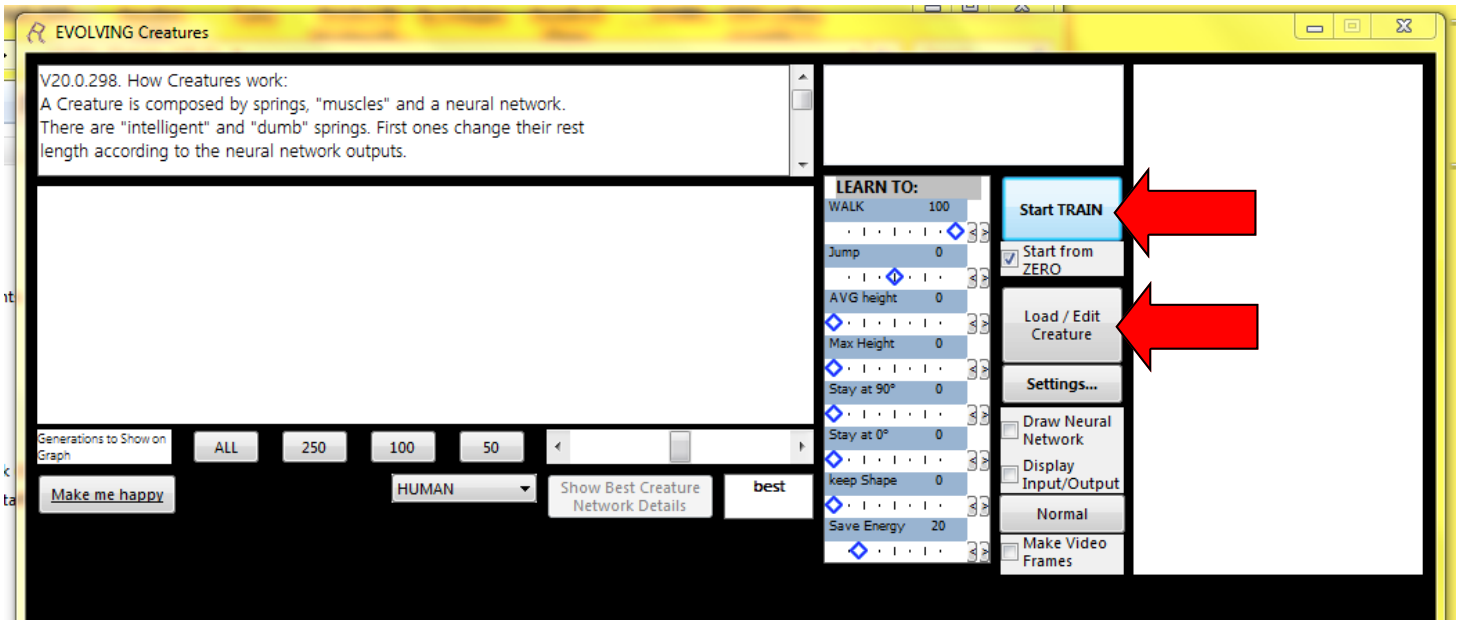 EVOLVING Creatures
V20.0.298. How Creatures work:
A Creature is composed by springs, "muscles" and a neural network.
There are "intelligent" and "dumb" springs. First ones change their rest
length according to the neural network outputs.
LEARN TO:
WALK 100
Jump 0
AVG height 0
Max Height 0
Stay at 90° 0
Stay at 0° 0
keep Shape 0
Save Energy 20
Start TRAIN
Start from
ZERO
Load / Edit
Creature
Settings...
Draw Neural
Network
Display
Input/Output
Normal
Make Video
Frames
Generations to Show on
Graph
ALL
250
100
50
Make me happy
HUMAN
Show Best Creature
Network Details
best